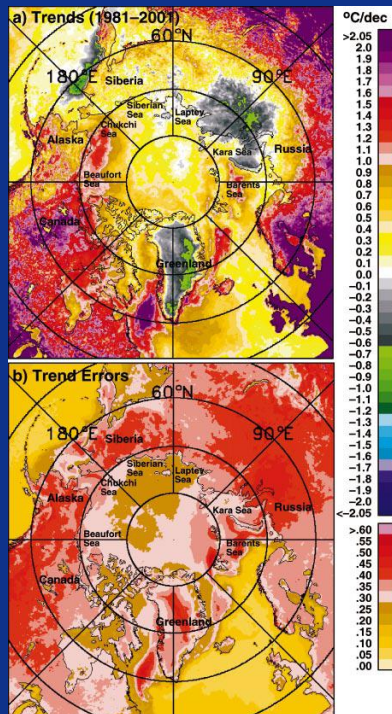 a) Trends (1981–2001)
60°N
180°E
90°E
Siberia
Siberian
Sea
Laptey
Sea
Chukchi
Sea
Kara Sea
Alaska
Russia
Beaufort
Sea
Barents
Sea
Canada
Greenland
ºC/dec
>2.05
2.0
1.9
1.8
1.7
1.6
1.5
1.4
1.3
1.2
1.1
1.0
0.9
0.8
0.7
0.6
0.5
0.4
0.3
0.2
0.1
0.0
−0.1
−0.2
−0.3
−0.4
−0.5
−0.6
−0.7
−0.8
−0.9
−1.0
−1.1
−1.2
−1.3
−1.4
−1.5
−1.6
−1.7
−1.8
−1.9
−2.0
<−2.05
b) Trend Errors
60°N
180°E
90°E
Siberia
Siberian
Sea
Laptey
Sea
Chukchi
Sea
Kara Sea
Alaska
Russia
Beaufort
Sea
Barents
Sea
Canada
Greenland
>.60
.55
.50
.45
.40
.35
.30
.25
.20
.15
.10
.05
.00